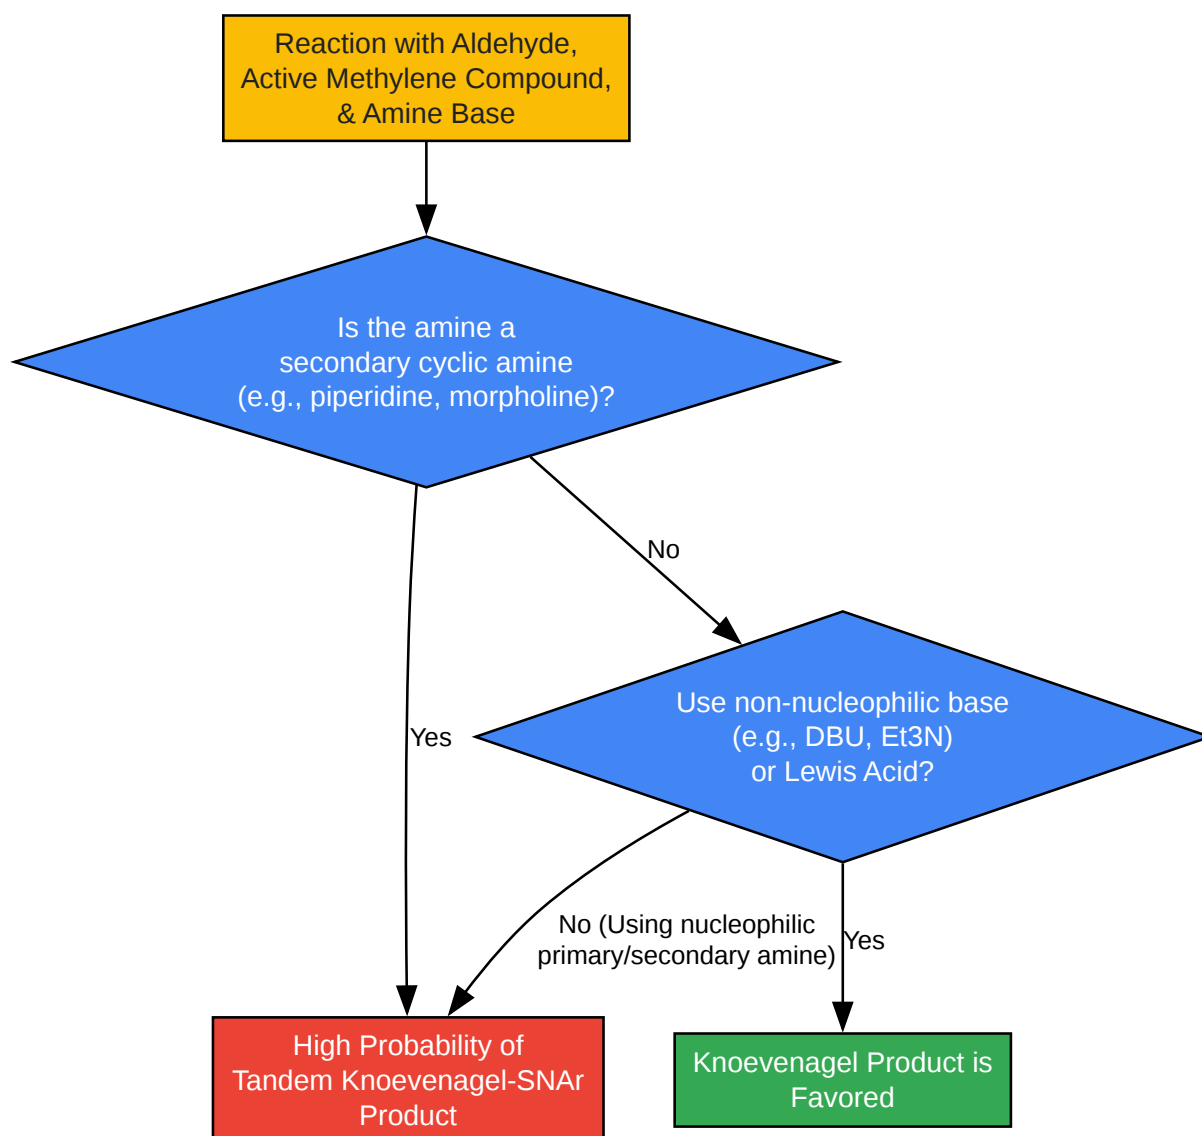 Reaction with Aldehyde,
Active Methylene Compound,
& Amine Base
Is the amine a
secondary cyclic amine
(e.g., piperidine, morpholine)?
No
Use non-nucleophilic base
(e.g., DBU, Et3N)
or Lewis Acid?
Yes
No (Using nucleophilic
primary/secondary amine)
Yes
High Probability of
Tandem Knoevenagel-SNAr
Product
Knoevenagel Product is
Favored